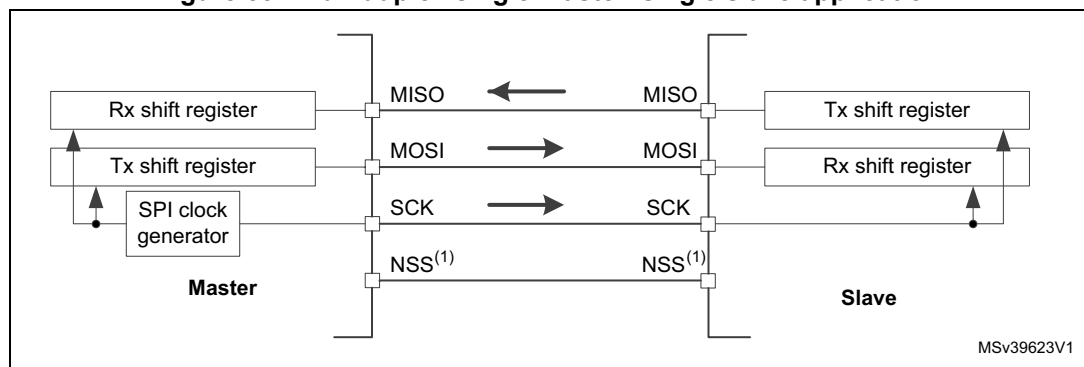 MISO MISO
Rx shift register Tx shift register
MOSI MOSI
Tx shift register Rx shift register
SPI clock
generator
SCK SCK
NSS(1) NSS(1)
Master Slave
MSv39623V1